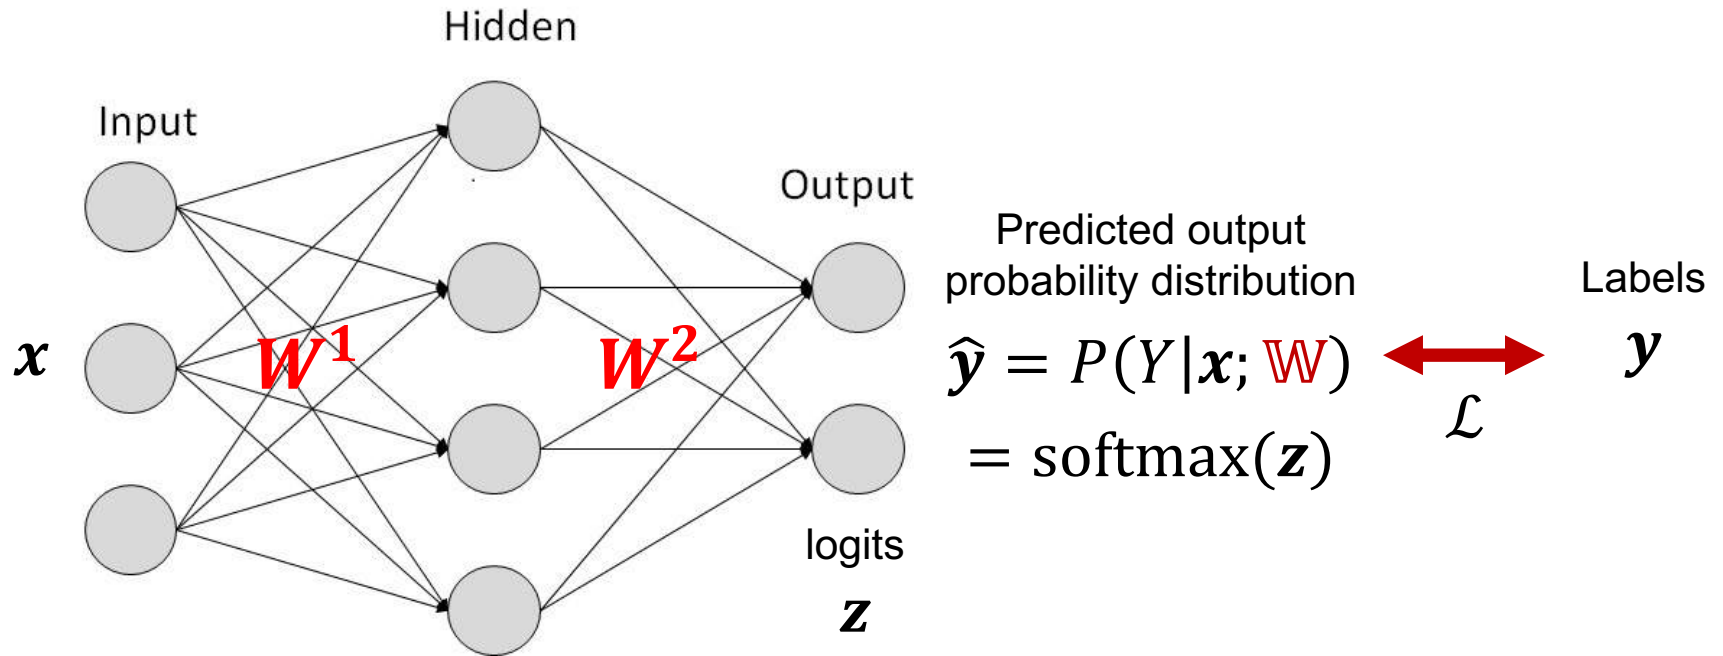 Hidden
Input
Output
Predicted output
probability distribution
Labels
x
W¹
W²
ŷ = P(Y|x; 𝕎)
y
ℒ
= softmax(z)
logits
z